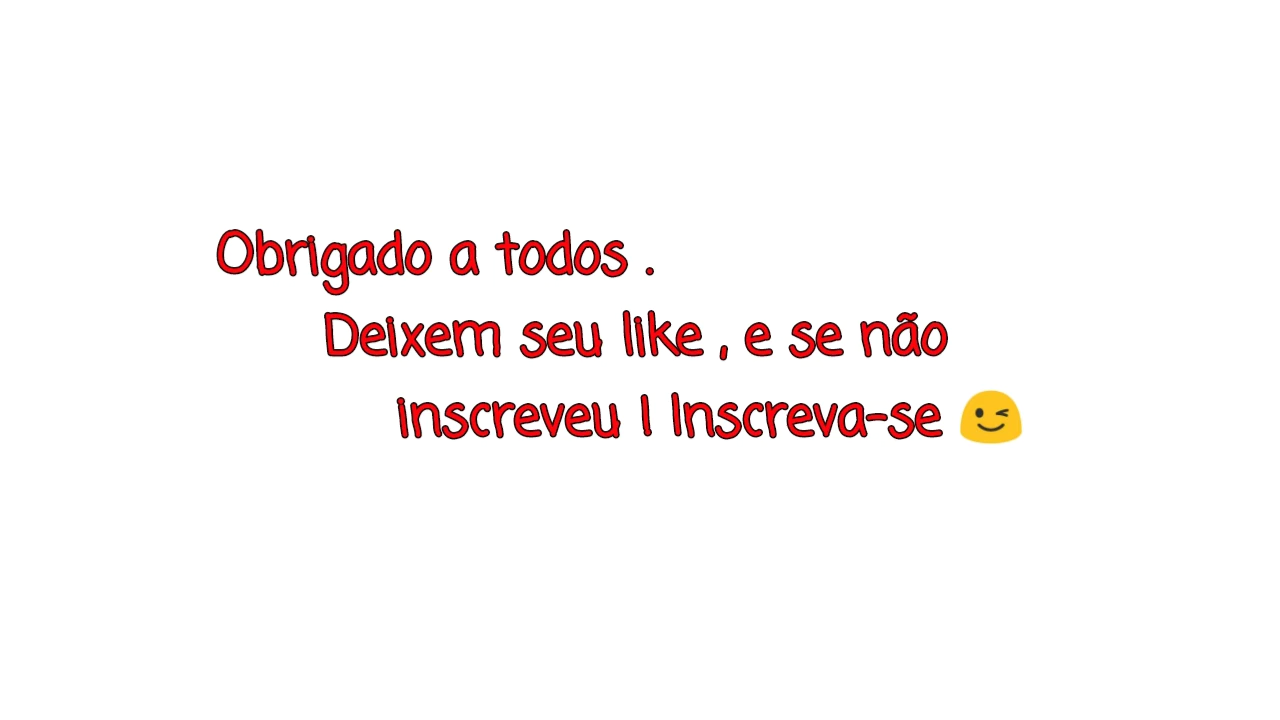 Obrigado a todos .
Deixem seu like , e se não
inscreveu ! Inscreva-se 😉